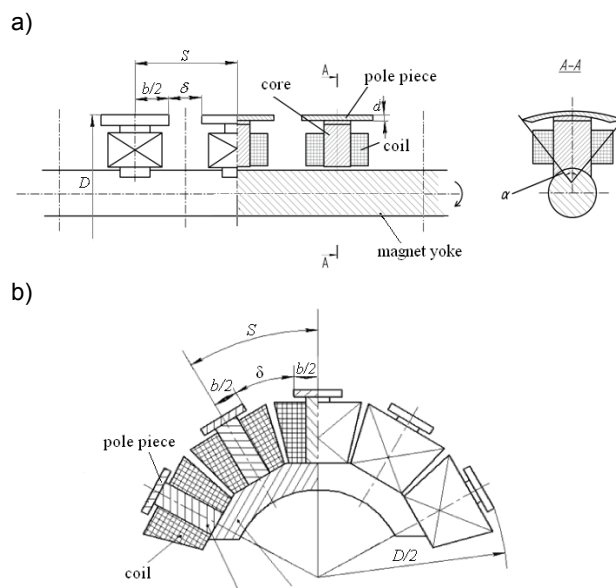 a)
S
A
A–A
b/2
δ
core
pole piece
d
coil
D
α
magnet yoke
A
b)
S
b/2
δ
b/2
pole piece
coil
D/2